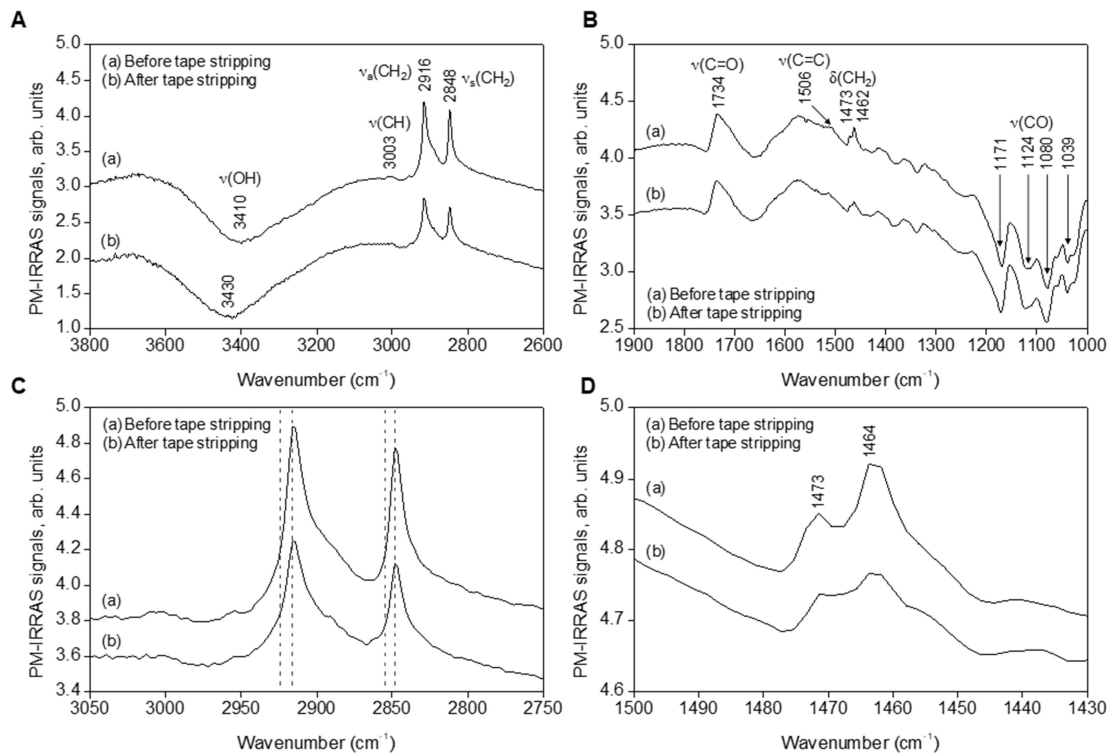 A
(a) Before tape stripping
(b) After tape stripping
νa(CH2)
2916
2848
νs(CH2)
ν(CH)
3003
(a)
ν(OH)
3410
(b)
3430
5.0
4.5
4.0
3.5
3.0
2.5
2.0
1.5
1.0
PM-IRRAS signals, arb. units
3800 3600 3400 3200 3000 2800 2600
Wavenumber (cm-1)
B
ν(C=O)
1734
ν(C=C)
1506
δ(CH2)
1473
1462
ν(CO)
1171
1124
1080
1039
(a)
(b)
(a) Before tape stripping
(b) After tape stripping
5.0
4.5
4.0
3.5
3.0
2.5
PM-IRRAS signals, arb. units
1900 1800 1700 1600 1500 1400 1300 1200 1100 1000
Wavenumber (cm-1)
C
(a) Before tape stripping
(b) After tape stripping
(a)
(b)
5.0
4.8
4.6
4.4
4.2
4.0
3.8
3.6
3.4
PM-IRRAS signals, arb. units
3050 3000 2950 2900 2850 2800 2750
Wavenumber (cm-1)
D
(a) Before tape stripping
(b) After tape stripping
1473
1464
(a)
(b)
5.0
4.9
4.8
4.7
4.6
PM-IRRAS signals, arb. units
1500 1490 1480 1470 1460 1450 1440 1430
Wavenumber (cm-1)